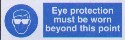 Eye protection
must be worn
beyond this point